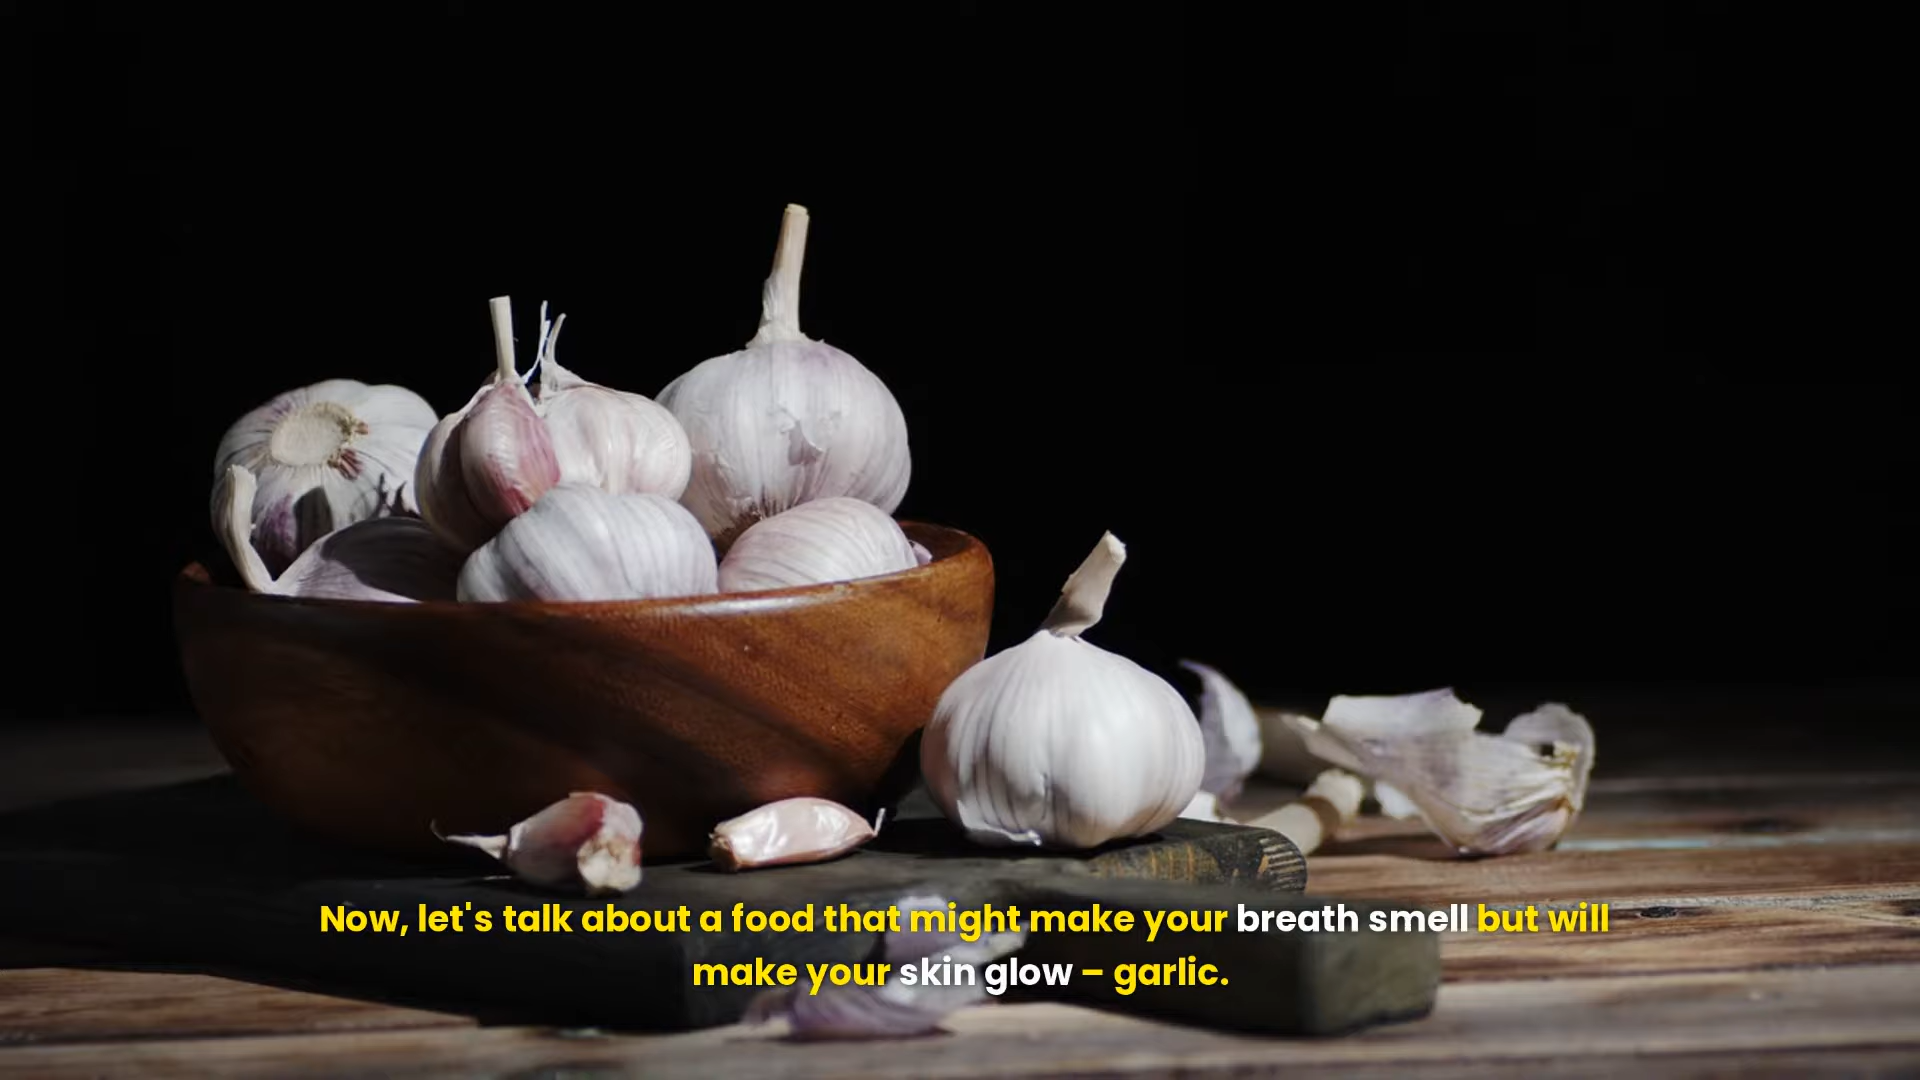 Now, let's talk about a food that might make your breath smell but will
make your skin glow – garlic.